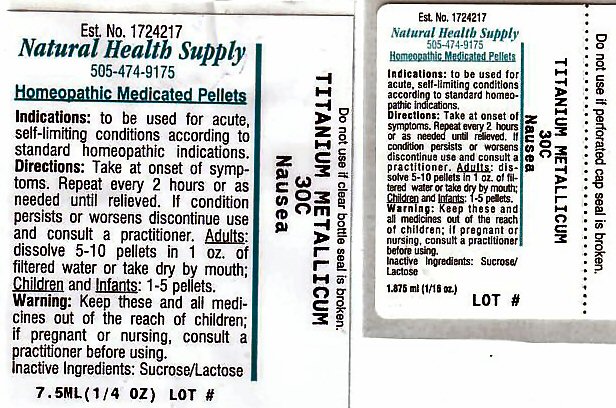 Est. No. 1724217
Natural Health Supply
505-474-9175
Homeopathic Medicated Pellets
Indications: to be used for acute,
self-limiting conditions according to
standard homeopathic indications.
Directions: Take at onset of symp-
toms. Repeat every 2 hours or as
needed until relieved. If condition
persists or worsens discontinue use
and consult a practitioner. Adults:
dissolve 5-10 pellets in 1 oz. of
filtered water or take dry by mouth;
Children and Infants: 1-5 pellets.
Warning: Keep these and all medi-
cines out of the reach of children;
if pregnant or nursing, consult a
practitioner before using.
Inactive Ingredients: Sucrose/Lactose
7.5ML(1/4 OZ) LOT #
Do not use if clear bottle seal is broken.
TITANIUM METALLICUM
30C
Nausea
Est. No. 1724217
Natural Health Supply
505-474-9175
Homeopathic Medicated Pellets
Indications: to be used for
acute, self-limiting conditions
according to standard homeo-
pathic indications.
Directions: Take at onset of
symptoms. Repeat every 2 hours
or as needed until relieved. If
condition persists or worsens
discontinue use and consult a
practitioner. Adults: dis-
solve 5-10 pellets in 1 oz. of fil-
tered water or take dry by mouth;
Children and Infants: 1-5 pellets.
Warning: Keep these and
all medicines out of the reach
of children; if pregnant or
nursing, consult a practitioner
before using.
Inactive Ingredients: Sucrose/
Lactose
1.875 ml (1/16 oz.)
LOT #
TITANIUM METALLICUM
30C
Nausea
Do not use if perforated cap seal is broken.